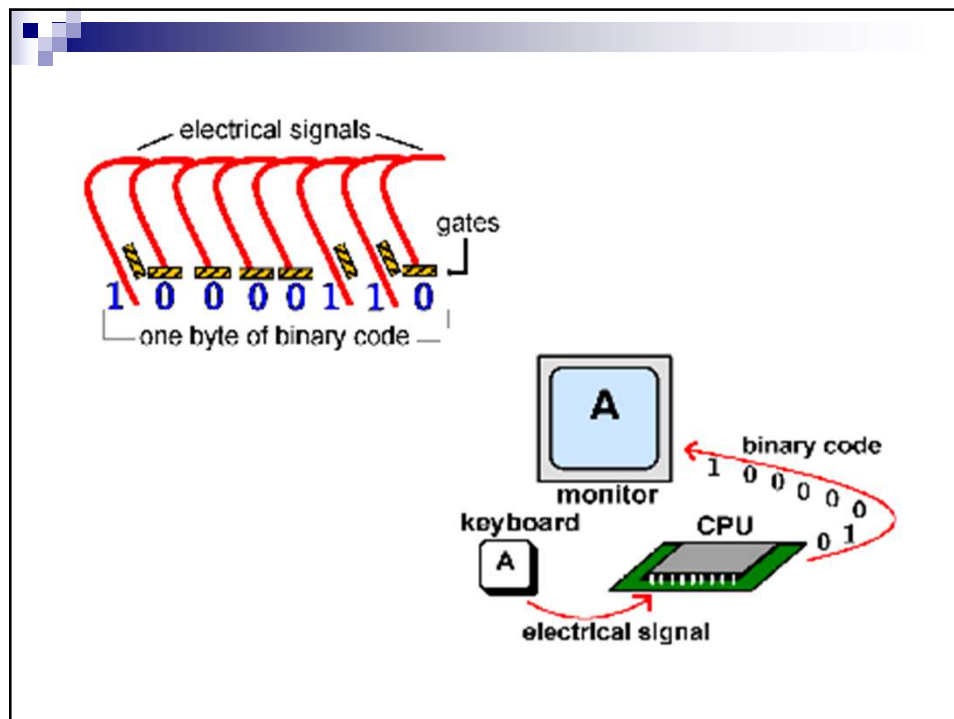 electrical signals
gates
1 0 0 0 0 1 1 0
one byte of binary code
A
monitor
binary code
1 0 0 0 0 0 1 0
keyboard
A
CPU
electrical signal